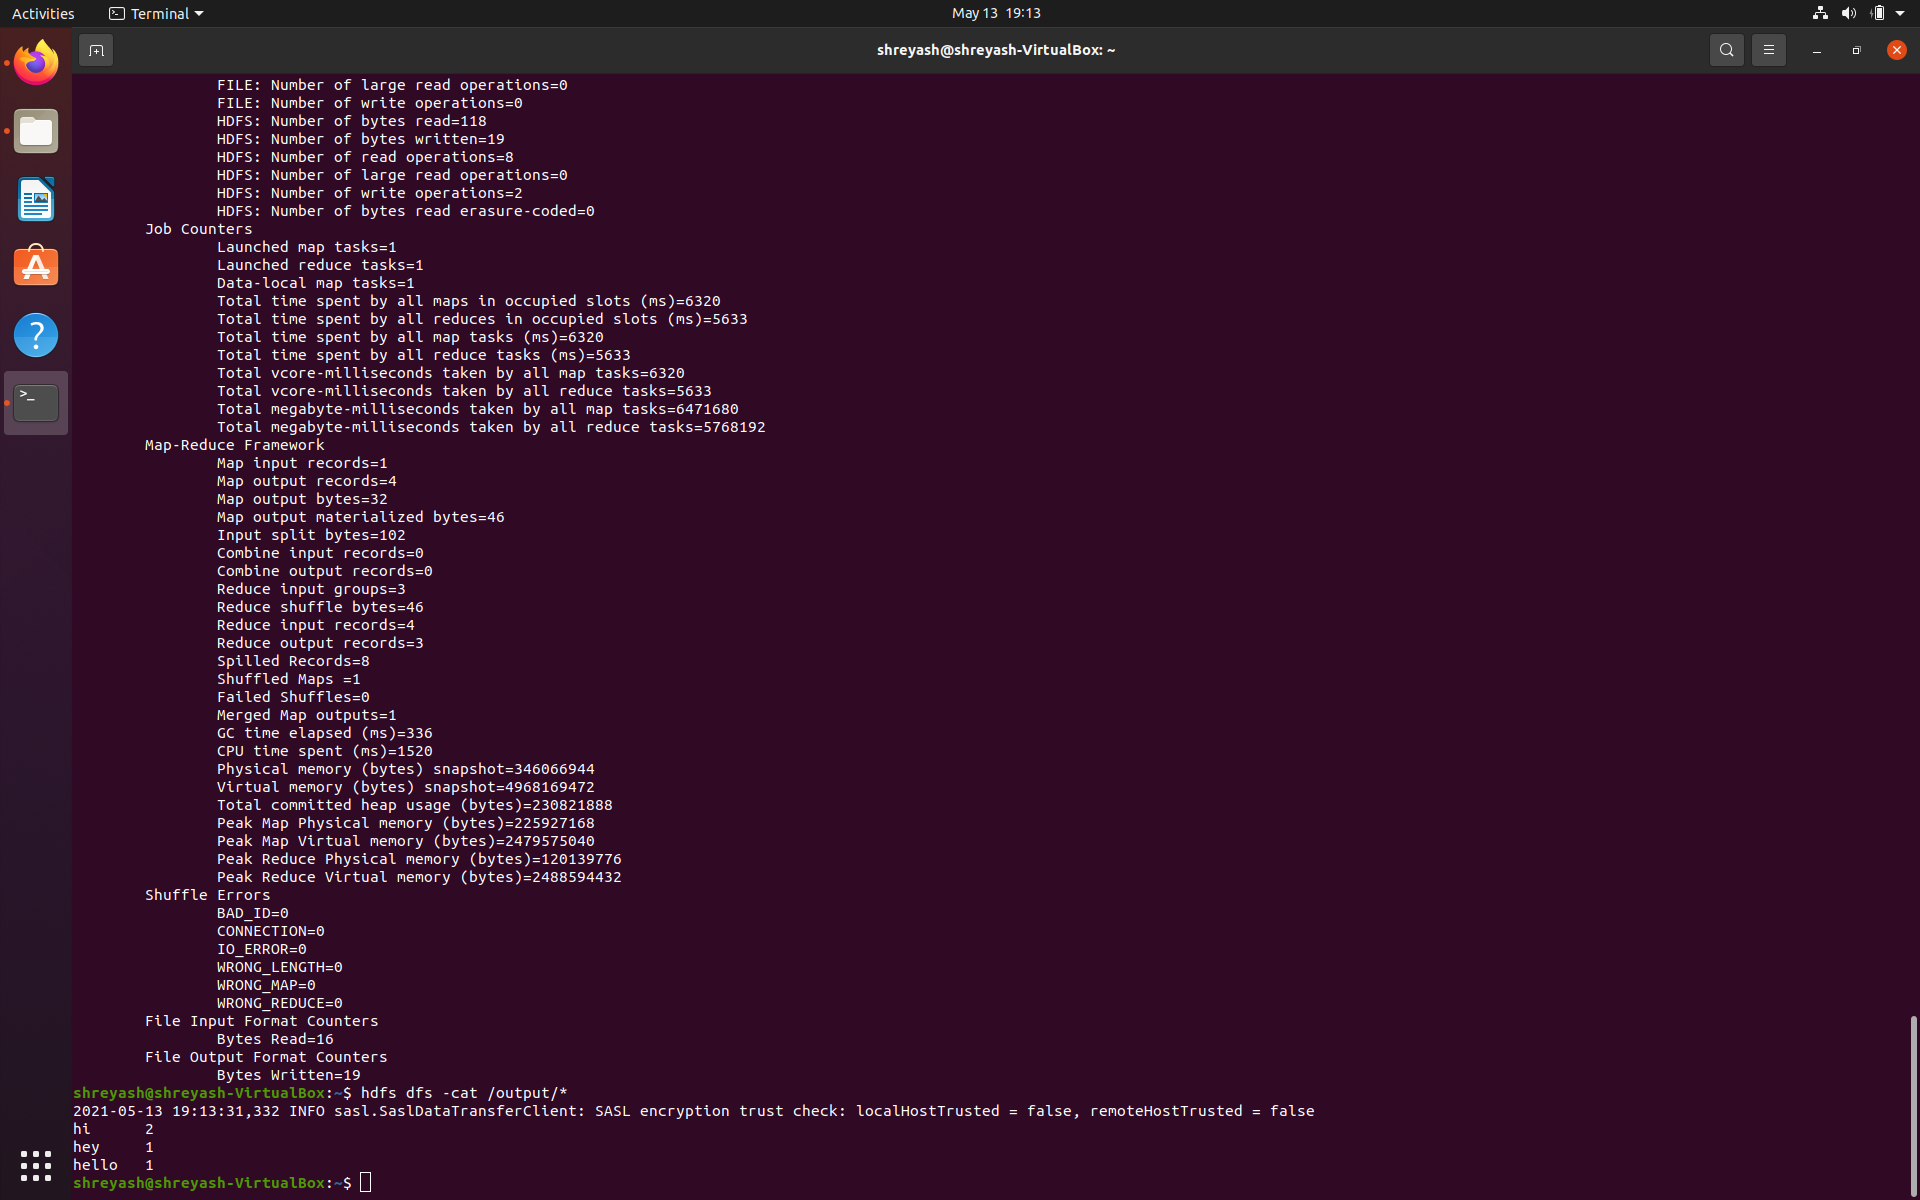 Activities Terminal May 13 19:13
shreyash@shreyash-VirtualBox: ~
FILE: Number of large read operations=0
FILE: Number of write operations=0
HDFS: Number of bytes read=118
HDFS: Number of bytes written=19
HDFS: Number of read operations=8
HDFS: Number of large read operations=0
HDFS: Number of write operations=2
HDFS: Number of bytes read erasure-coded=0
Job Counters
Launched map tasks=1
Launched reduce tasks=1
Data-local map tasks=1
Total time spent by all maps in occupied slots (ms)=6320
Total time spent by all reduces in occupied slots (ms)=5633
Total time spent by all map tasks (ms)=6320
Total time spent by all reduce tasks (ms)=5633
Total vcore-milliseconds taken by all map tasks=6320
Total vcore-milliseconds taken by all reduce tasks=5633
Total megabyte-milliseconds taken by all map tasks=6471680
Total megabyte-milliseconds taken by all reduce tasks=5768192
Map-Reduce Framework
Map input records=1
Map output records=4
Map output bytes=32
Map output materialized bytes=46
Input split bytes=102
Combine input records=0
Combine output records=0
Reduce input groups=3
Reduce shuffle bytes=46
Reduce input records=4
Reduce output records=3
Spilled Records=8
Shuffled Maps =1
Failed Shuffles=0
Merged Map outputs=1
GC time elapsed (ms)=336
CPU time spent (ms)=1520
Physical memory (bytes) snapshot=346066944
Virtual memory (bytes) snapshot=4968169472
Total committed heap usage (bytes)=230821888
Peak Map Physical memory (bytes)=225927168
Peak Map Virtual memory (bytes)=2479575040
Peak Reduce Physical memory (bytes)=120139776
Peak Reduce Virtual memory (bytes)=2488594432
Shuffle Errors
BAD_ID=0
CONNECTION=0
IO_ERROR=0
WRONG_LENGTH=0
WRONG_MAP=0
WRONG_REDUCE=0
File Input Format Counters
Bytes Read=16
File Output Format Counters
Bytes Written=19
shreyash@shreyash-VirtualBox:~$ hdfs dfs -cat /output/*
2021-05-13 19:13:31,332 INFO sasl.SaslDataTransferClient: SASL encryption trust check: localHostTrusted = false, remoteHostTrusted = false
hi 2
hey 1
hello 1
shreyash@shreyash-VirtualBox:~$